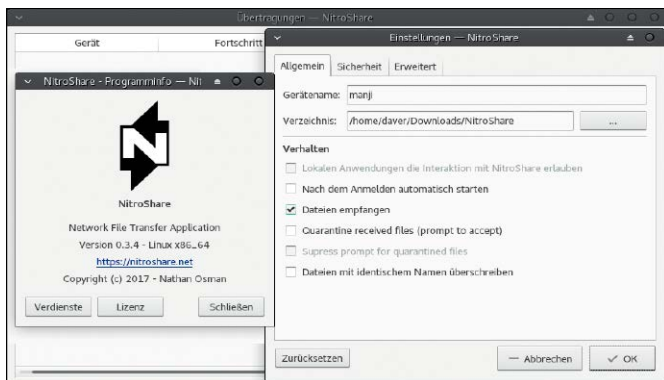 Übertragungen — NitroShare
Gerät Fortschritt
Einstellungen — NitroShare
Allgemein Sicherheit Erweitert
Gerätename: manji
Verzeichnis: /home/daver/Downloads/NitroShare ...
Verhalten
Lokalen Anwendungen die Interaktion mit NitroShare erlauben
Nach dem Anmelden automatisch starten
Dateien empfangen
Quarantine received files (prompt to accept)
Supress prompt for quarantined files
Dateien mit identischem Namen überschreiben
Zurücksetzen Abbrechen OK
NitroShare - Programminfo — Nit
NitroShare
Network File Transfer Application
Version 0.3.4 - Linux x86_64
https://nitroshare.net
Copyright (c) 2017 - Nathan Osman
Verdienste Lizenz Schließen